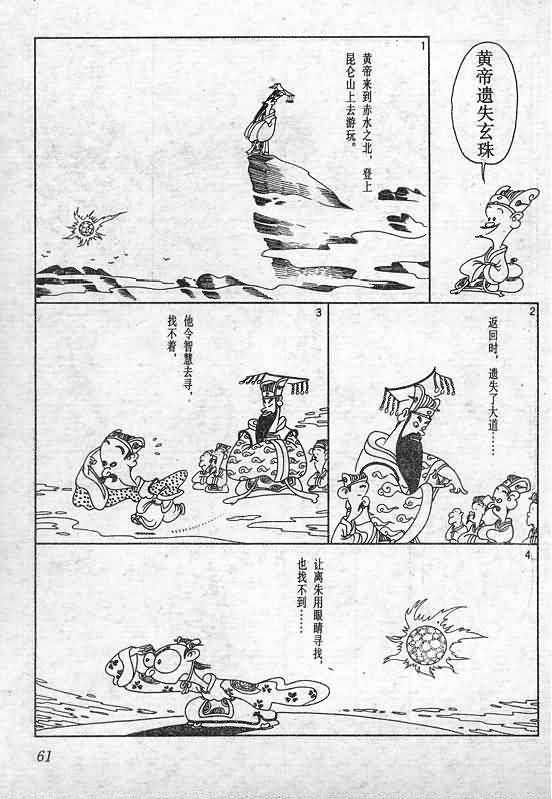 黄帝遗失玄珠
1
黄帝来到赤水之北，登上
昆仑山上去游玩。
2
返回时，遗失了大道……
3
他令智慧去寻，
找不着，
4
让离朱用眼睛寻找，
也找不到……
61